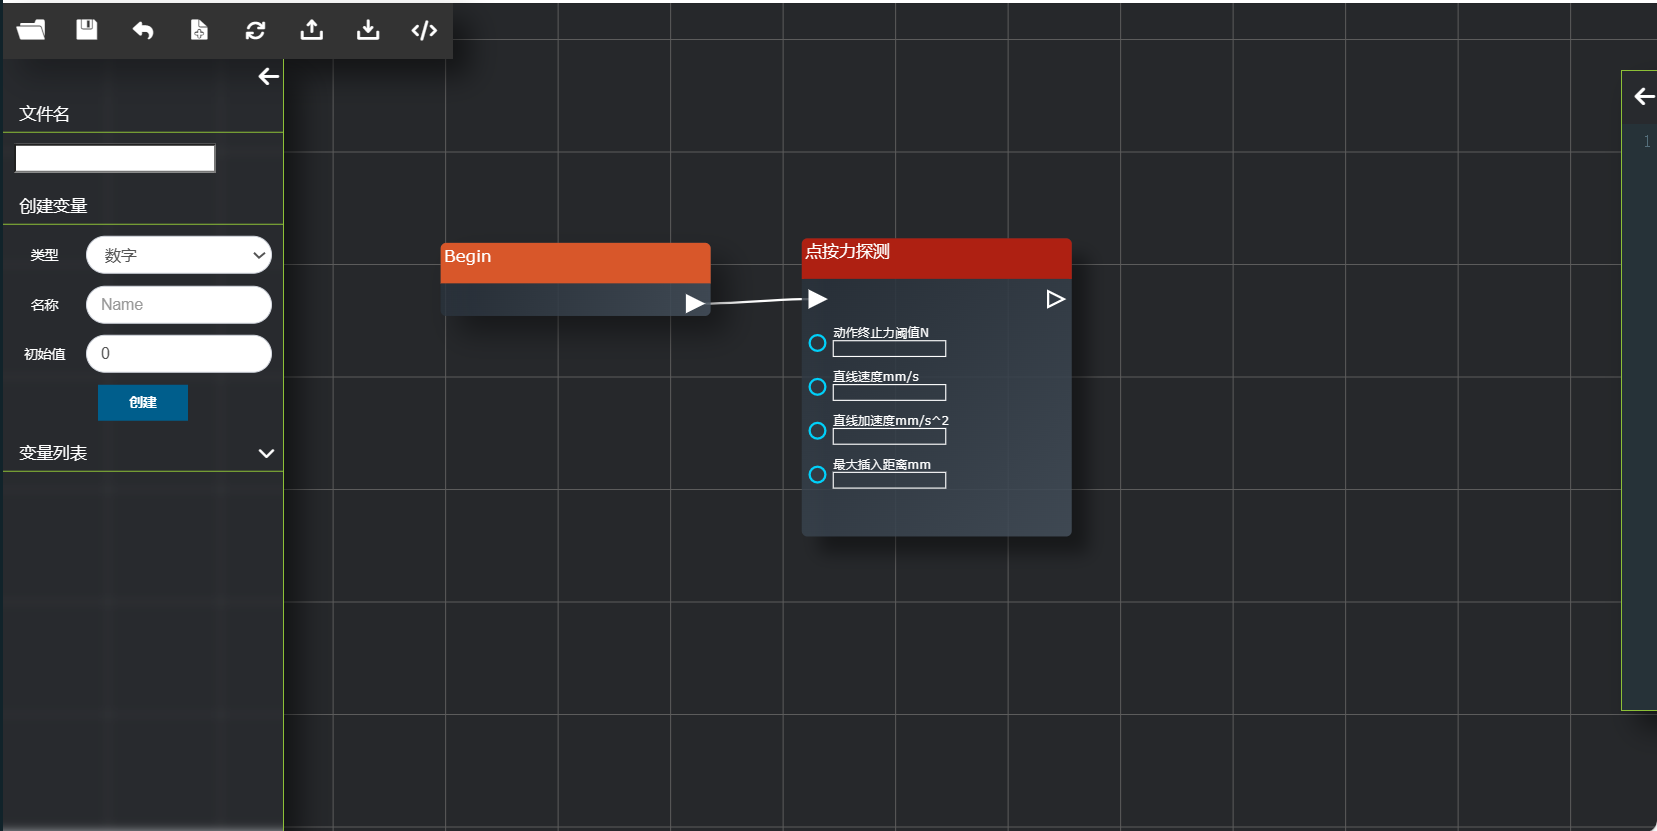 文件名
创建变量
类型
数字
名称
Name
初始值
0
创建
变量列表
Begin
点按力探测
动作终止力阈值N
直线速度mm/s
直线加速度mm/s^2
最大插入距离mm
1